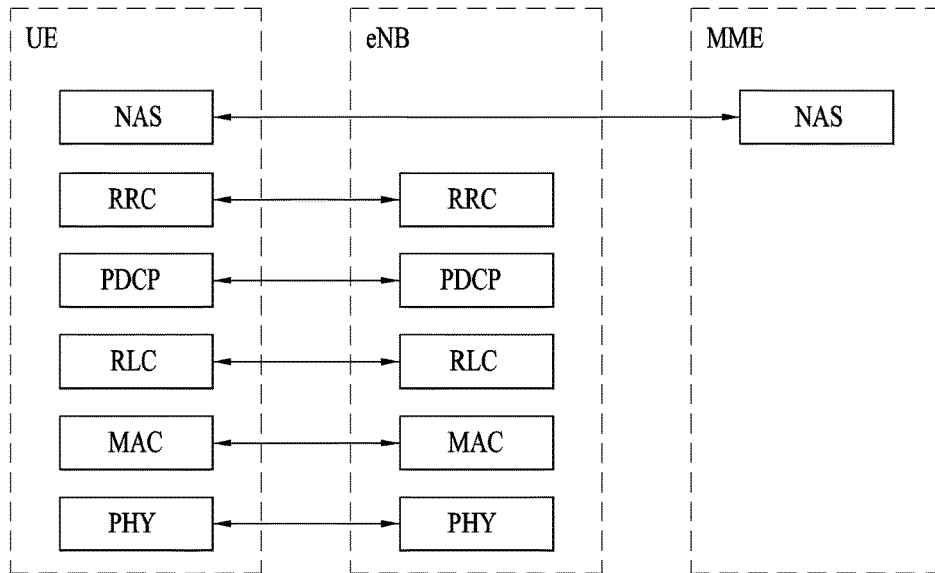 UE eNB MME
NAS NAS
RRC RRC
PDCP PDCP
RLC RLC
MAC MAC
PHY PHY